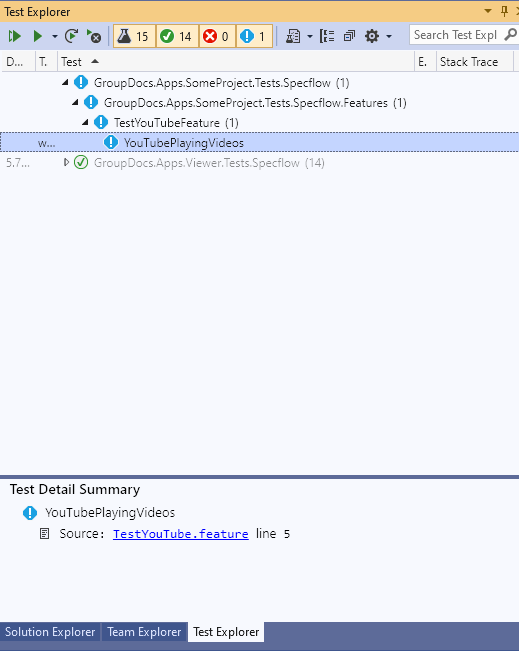 Test Explorer
15 14 0 1 Search Test Expl
D... T. Test E. Stack Trace
GroupDocs.Apps.SomeProject.Tests.Specflow (1)
GroupDocs.Apps.SomeProject.Tests.Specflow.Features (1)
TestYouTubeFeature (1)
w... YouTubePlayingVideos
5.7... GroupDocs.Apps.Viewer.Tests.Specflow (14)
Test Detail Summary
YouTubePlayingVideos
Source: TestYouTube.feature line 5
Solution Explorer Team Explorer Test Explorer